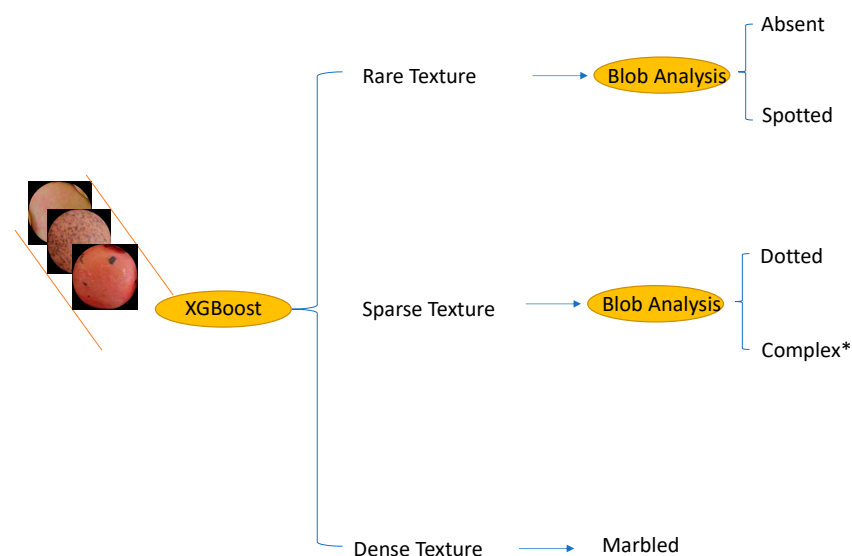 Absent
Rare Texture
Blob Analysis
Spotted
Dotted
XGBoost
Sparse Texture
Blob Analysis
Complex*
Dense Texture
Marbled